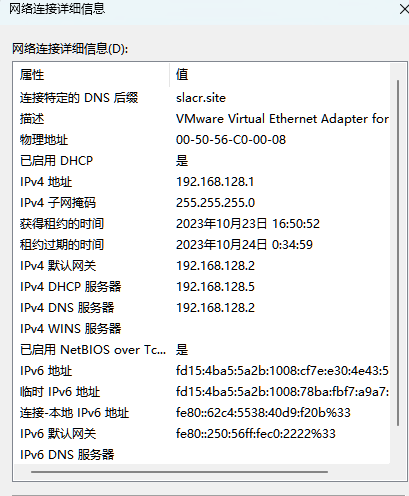 网络连接详细信息
网络连接详细信息(D):
属性 值
连接特定的 DNS 后缀 slacr.site
描述 VMware Virtual Ethernet Adapter for
物理地址 00-50-56-C0-00-08
已启用 DHCP 是
IPv4 地址 192.168.128.1
IPv4 子网掩码 255.255.255.0
获得租约的时间 2023年10月23日 16:50:52
租约过期的时间 2023年10月24日 0:34:59
IPv4 默认网关 192.168.128.2
IPv4 DHCP 服务器 192.168.128.5
IPv4 DNS 服务器 192.168.128.2
IPv4 WINS 服务器
已启用 NetBIOS over Tc... 是
IPv6 地址 fd15:4ba5:5a2b:1008:cf7e:e30:4e43:5
临时 IPv6 地址 fd15:4ba5:5a2b:1008:78ba:fbf7:a9a7:
连接-本地 IPv6 地址 fe80::62c4:5538:40d9:f20b%33
IPv6 默认网关 fe80::250:56ff:fec0:2222%33
IPv6 DNS 服务器